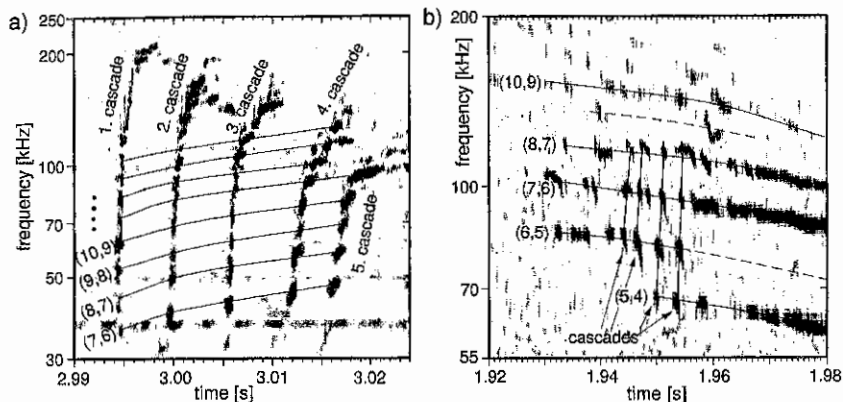 a)
250
200
150
100
70
50
30
frequency [kHz]
1. cascade
2. cascade
3. cascade
4. cascade
5. cascade
(10,9)
(9,8)
(8,7)
(7,6)
2.99
3.00
3.01
3.02
time [s]
b)
200
100
70
55
frequency [kHz]
(10,9)
(8,7)
(7,6)
(6,5)
(5,4)
cascades
1.92
1.94
1.96
1.98
time [s]